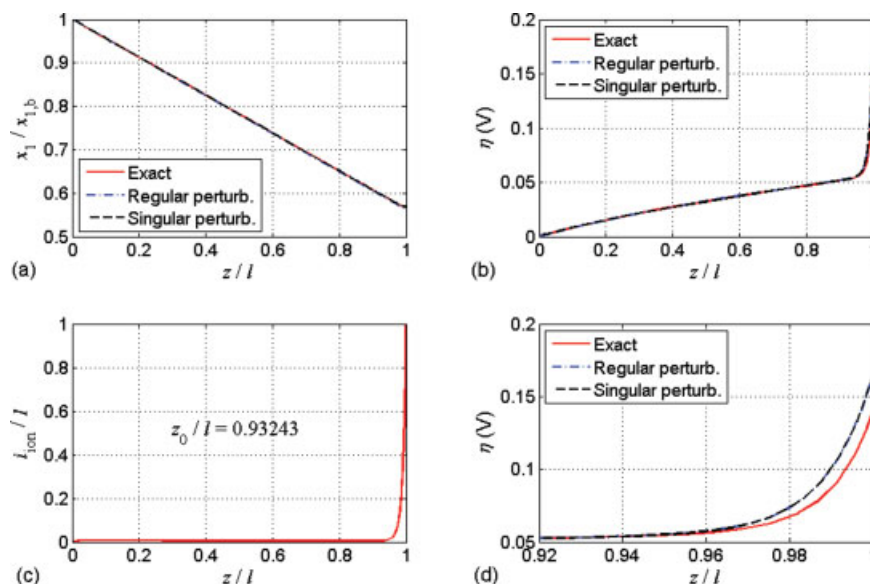 1
0.9
0.8
0.7
0.6
0.5
x1 / x1,b
Exact
Regular perturb.
Singular perturb.
0 0.2 0.4 0.6 0.8 1
(a) z / l
0.2
0.15
0.1
0.05
0
η (V)
Exact
Regular perturb.
Singular perturb.
0 0.2 0.4 0.6 0.8 1
(b) z / l
1
0.8
0.6
0.4
0.2
0
iion / I
z0 / l = 0.93243
0 0.2 0.4 0.6 0.8 1
(c) z / l
0.2
0.15
0.1
0.05
η (V)
Exact
Regular perturb.
Singular perturb.
0.92 0.94 0.96 0.98 1
(d) z / l